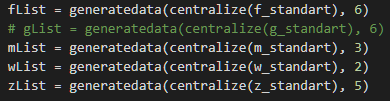 fList = generatedata(centralize(f_standart), 6)
# gList = generatedata(centralize(g_standart), 6)
mList = generatedata(centralize(m_standart), 3)
wList = generatedata(centralize(w_standart), 2)
zList = generatedata(centralize(z_standart), 5)